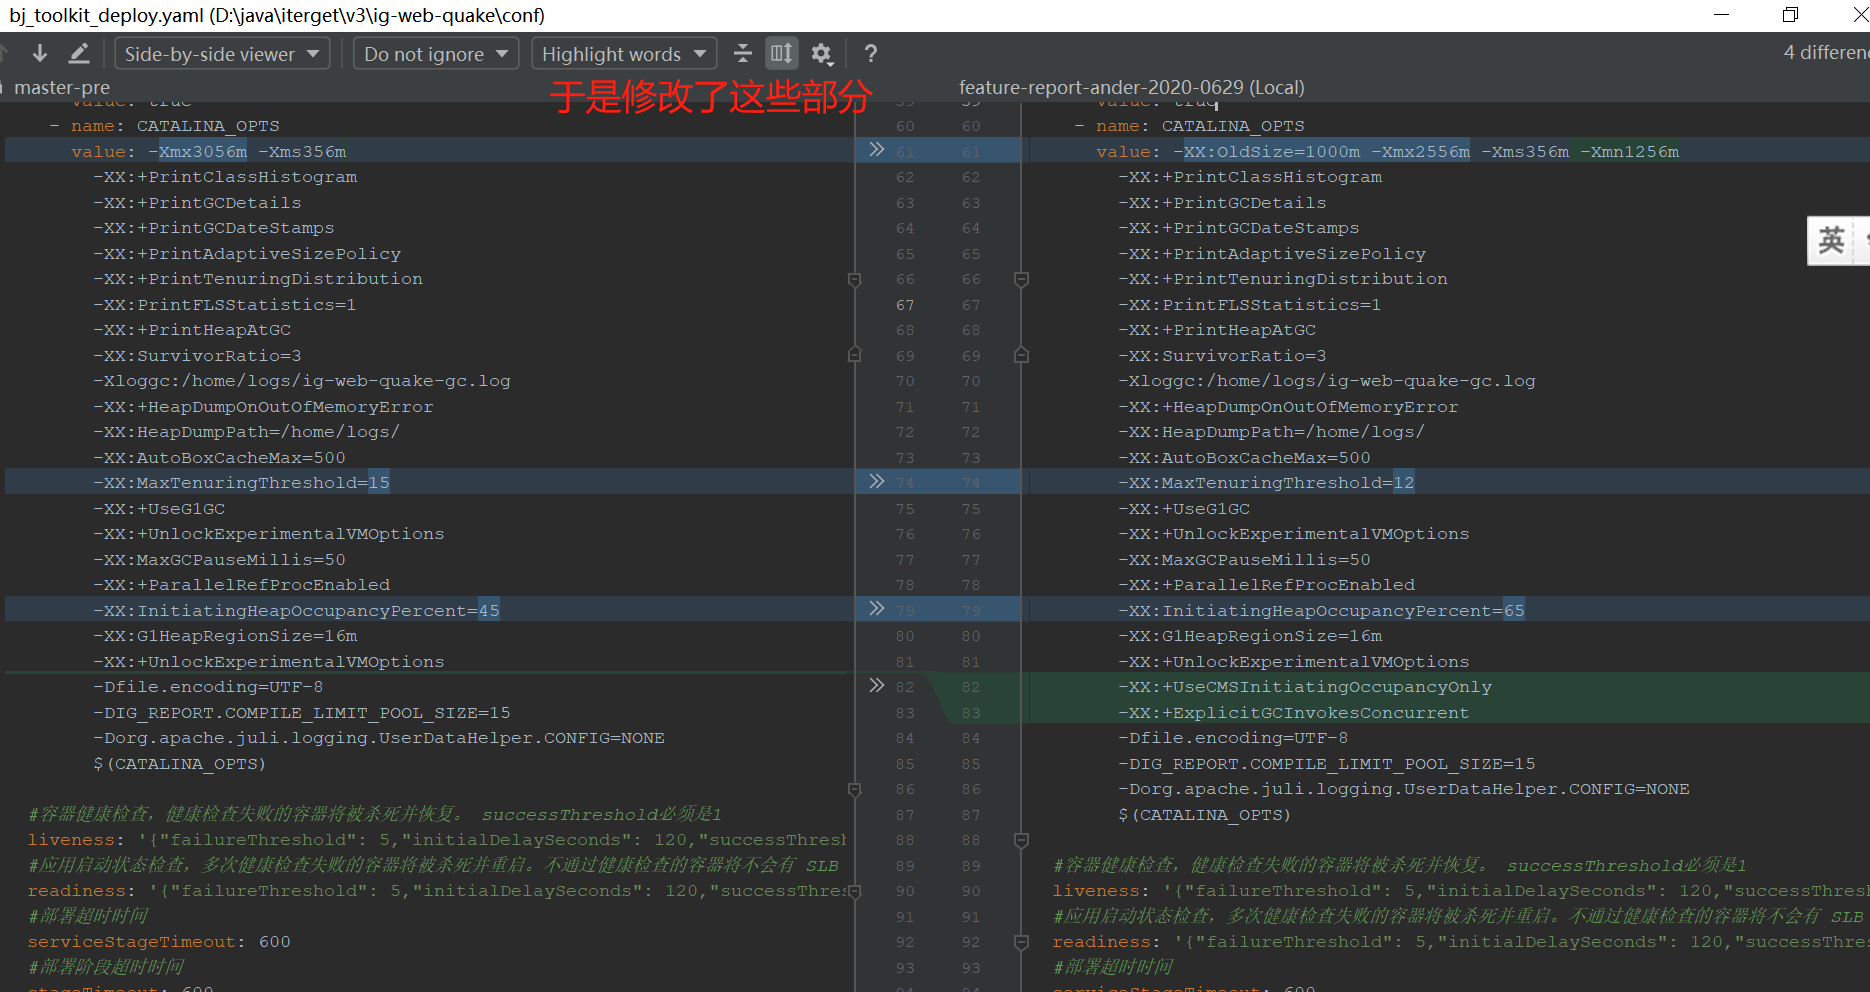 bj_toolkit_deploy.yaml (D:\java\iterget\v3\ig-web-quake\conf)
Side-by-side viewer
Do not ignore
Highlight words
?
4 differen
master-pre
于是修改了这些部分
feature-report-ander-2020-0629 (Local)
value: true
- name: CATALINA_OPTS
value: -Xmx3056m -Xms356m
-XX:+PrintClassHistogram
-XX:+PrintGCDetails
-XX:+PrintGCDateStamps
-XX:+PrintAdaptiveSizePolicy
-XX:+PrintTenuringDistribution
-XX:PrintFLSStatistics=1
-XX:+PrintHeapAtGC
-XX:SurvivorRatio=3
-Xloggc:/home/logs/ig-web-quake-gc.log
-XX:+HeapDumpOnOutOfMemoryError
-XX:HeapDumpPath=/home/logs/
-XX:AutoBoxCacheMax=500
-XX:MaxTenuringThreshold=15
-XX:+UseG1GC
-XX:+UnlockExperimentalVMOptions
-XX:MaxGCPauseMillis=50
-XX:+ParallelRefProcEnabled
-XX:InitiatingHeapOccupancyPercent=45
-XX:G1HeapRegionSize=16m
-XX:+UnlockExperimentalVMOptions
-Dfile.encoding=UTF-8
-DIG_REPORT.COMPILE_LIMIT_POOL_SIZE=15
-Dorg.apache.juli.logging.UserDataHelper.CONFIG=NONE
$(CATALINA_OPTS)
#容器健康检查，健康检查失败的容器将被杀死并恢复。 successThreshold必须是1
liveness: '{"failureThreshold": 5,"initialDelaySeconds": 120,"successThresh
#应用启动状态检查，多次健康检查失败的容器将被杀死并重启。不通过健康检查的容器将不会有 SLB
readiness: '{"failureThreshold": 5,"initialDelaySeconds": 120,"successThres
#部署超时时间
serviceStageTimeout: 600
#部署阶段超时时间
stageTimeout: 600
59 59
60 60
61 61
62 62
63 63
64 64
65 65
66 66
67 67
68 68
69 69
70 70
71 71
72 72
73 73
74 74
75 75
76 76
77 77
78 78
79 79
80 80
81 81
82 82
83 83
84 84
85 85
86 86
87 87
88 88
89 89
90 90
91 91
92 92
93 93
94 94
value: true
- name: CATALINA_OPTS
value: -XX:OldSize=1000m -Xmx2556m -Xms356m -Xmn1256m
-XX:+PrintClassHistogram
-XX:+PrintGCDetails
-XX:+PrintGCDateStamps
-XX:+PrintAdaptiveSizePolicy
-XX:+PrintTenuringDistribution
-XX:PrintFLSStatistics=1
-XX:+PrintHeapAtGC
-XX:SurvivorRatio=3
-Xloggc:/home/logs/ig-web-quake-gc.log
-XX:+HeapDumpOnOutOfMemoryError
-XX:HeapDumpPath=/home/logs/
-XX:AutoBoxCacheMax=500
-XX:MaxTenuringThreshold=12
-XX:+UseG1GC
-XX:+UnlockExperimentalVMOptions
-XX:MaxGCPauseMillis=50
-XX:+ParallelRefProcEnabled
-XX:InitiatingHeapOccupancyPercent=65
-XX:G1HeapRegionSize=16m
-XX:+UnlockExperimentalVMOptions
-XX:+UseCMSInitiatingOccupancyOnly
-XX:+ExplicitGCInvokesConcurrent
-Dfile.encoding=UTF-8
-DIG_REPORT.COMPILE_LIMIT_POOL_SIZE=15
-Dorg.apache.juli.logging.UserDataHelper.CONFIG=NONE
$(CATALINA_OPTS)
#容器健康检查，健康检查失败的容器将被杀死并恢复。 successThreshold必须是1
liveness: '{"failureThreshold": 5,"initialDelaySeconds": 120,"successThresh
#应用启动状态检查，多次健康检查失败的容器将被杀死并重启。不通过健康检查的容器将不会有 SLB
readiness: '{"failureThreshold": 5,"initialDelaySeconds": 120,"successThres
#部署超时时间
serviceStageTimeout: 600
英